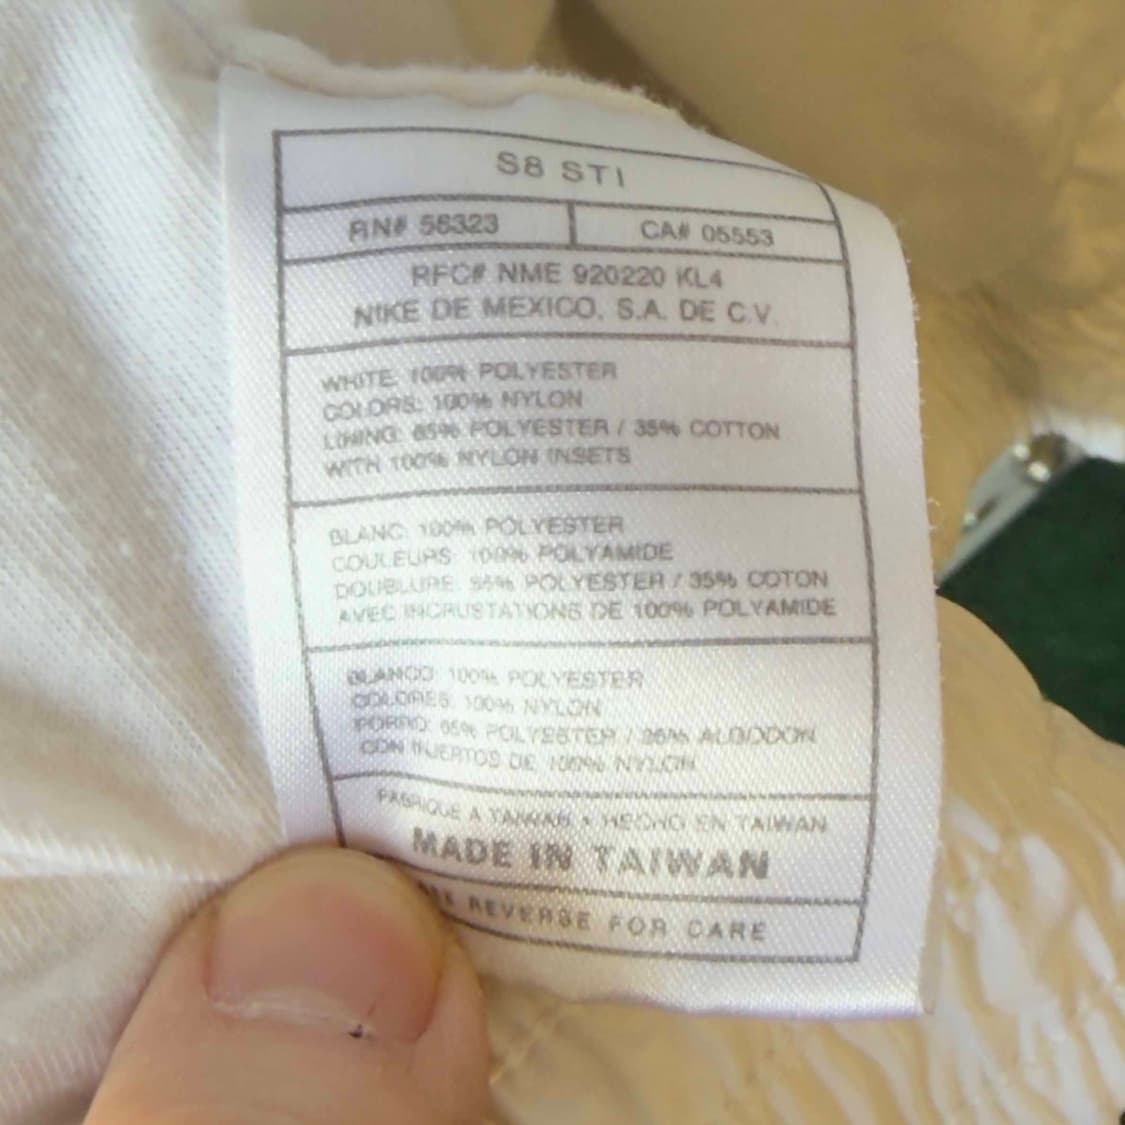 S8 STI
RN# 56323
CA# 05553
RFC# NME 920220 KL4
NIKE DE MEXICO, S.A. DE C.V.
WHITE: 100% POLYESTER
COLORS: 100% NYLON
LINING: 65% POLYESTER / 35% COTTON
WITH 100% NYLON INSETS
BLANC: 100% POLYESTER
COULEURS: 100% POLYAMIDE
DOUBLURE: 65% POLYESTER / 35% COTON
AVEC INCRUSTATIONS DE 100% POLYAMIDE
BLANCO: 100% POLYESTER
COLORES: 100% NYLON
FORRO: 65% POLYESTER / 35% ALGODON
CON INJERTOS DE 100% NYLON
FABRIQUE A TAIWAN • HECHO EN TAIWAN
MADE IN TAIWAN
REVERSE FOR CARE